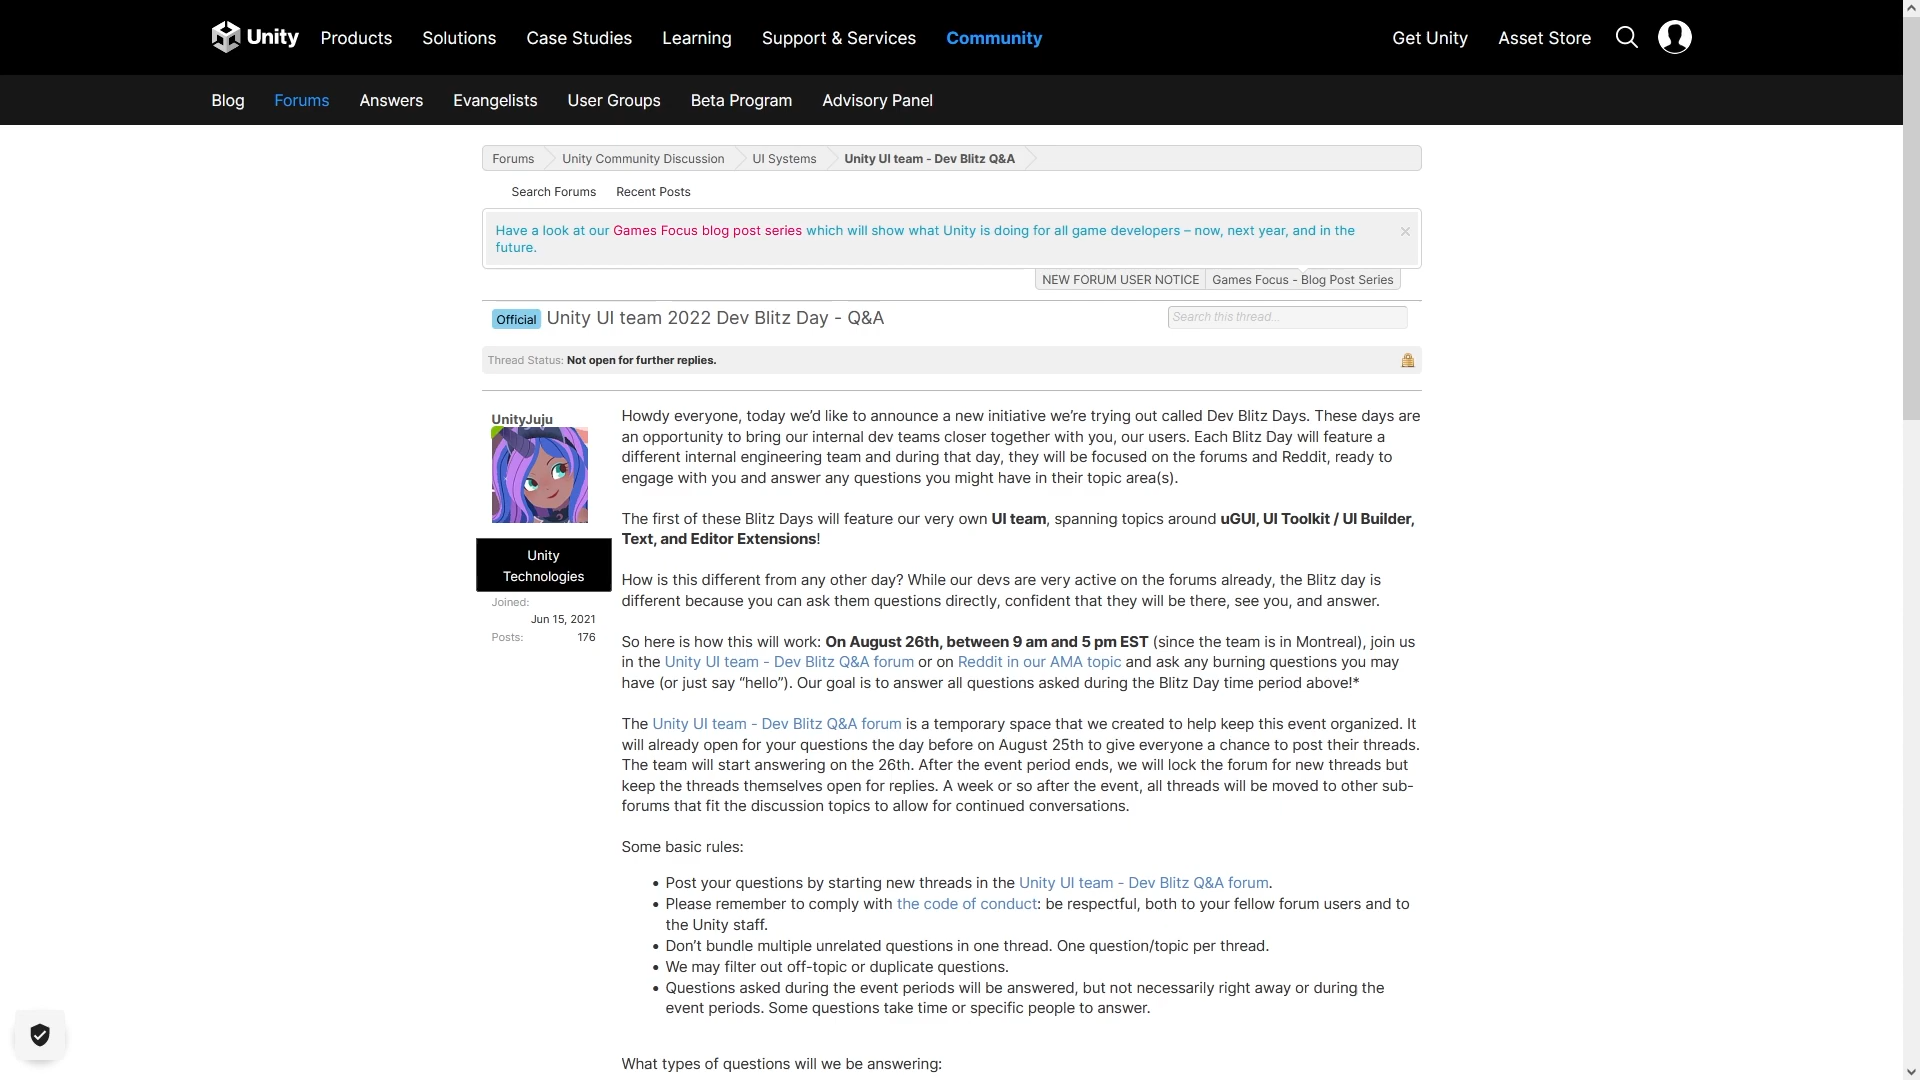 Unity Products Solutions Case Studies Learning Support & Services Community Get Unity Asset Store
Blog Forums Answers Evangelists User Groups Beta Program Advisory Panel
Forums Unity Community Discussion UI Systems Unity UI team - Dev Blitz Q&A
Search Forums Recent Posts
Have a look at our Games Focus blog post series which will show what Unity is doing for all game developers – now, next year, and in the
future.
NEW FORUM USER NOTICE Games Focus - Blog Post Series
Official Unity UI team 2022 Dev Blitz Day - Q&A
Search this thread...
Thread Status: Not open for further replies.
UnityJuju
Unity
Technologies
Joined:
Jun 15, 2021
Posts: 176
Howdy everyone, today we’d like to announce a new initiative we’re trying out called Dev Blitz Days. These days are
an opportunity to bring our internal dev teams closer together with you, our users. Each Blitz Day will feature a
different internal engineering team and during that day, they will be focused on the forums and Reddit, ready to
engage with you and answer any questions you might have in their topic area(s).
The first of these Blitz Days will feature our very own UI team, spanning topics around uGUI, UI Toolkit / UI Builder,
Text, and Editor Extensions!
How is this different from any other day? While our devs are very active on the forums already, the Blitz day is
different because you can ask them questions directly, confident that they will be there, see you, and answer.
So here is how this will work: On August 26th, between 9 am and 5 pm EST (since the team is in Montreal), join us
in the Unity UI team - Dev Blitz Q&A forum or on Reddit in our AMA topic and ask any burning questions you may
have (or just say “hello”). Our goal is to answer all questions asked during the Blitz Day time period above!*
The Unity UI team - Dev Blitz Q&A forum is a temporary space that we created to help keep this event organized. It
will already open for your questions the day before on August 25th to give everyone a chance to post their threads.
The team will start answering on the 26th. After the event period ends, we will lock the forum for new threads but
keep the threads themselves open for replies. A week or so after the event, all threads will be moved to other sub-
forums that fit the discussion topics to allow for continued conversations.
Some basic rules:
• Post your questions by starting new threads in the Unity UI team - Dev Blitz Q&A forum.
• Please remember to comply with the code of conduct: be respectful, both to your fellow forum users and to
the Unity staff.
• Don’t bundle multiple unrelated questions in one thread. One question/topic per thread.
• We may filter out off-topic or duplicate questions.
• Questions asked during the event periods will be answered, but not necessarily right away or during the
event periods. Some questions take time or specific people to answer.
What types of questions will we be answering: